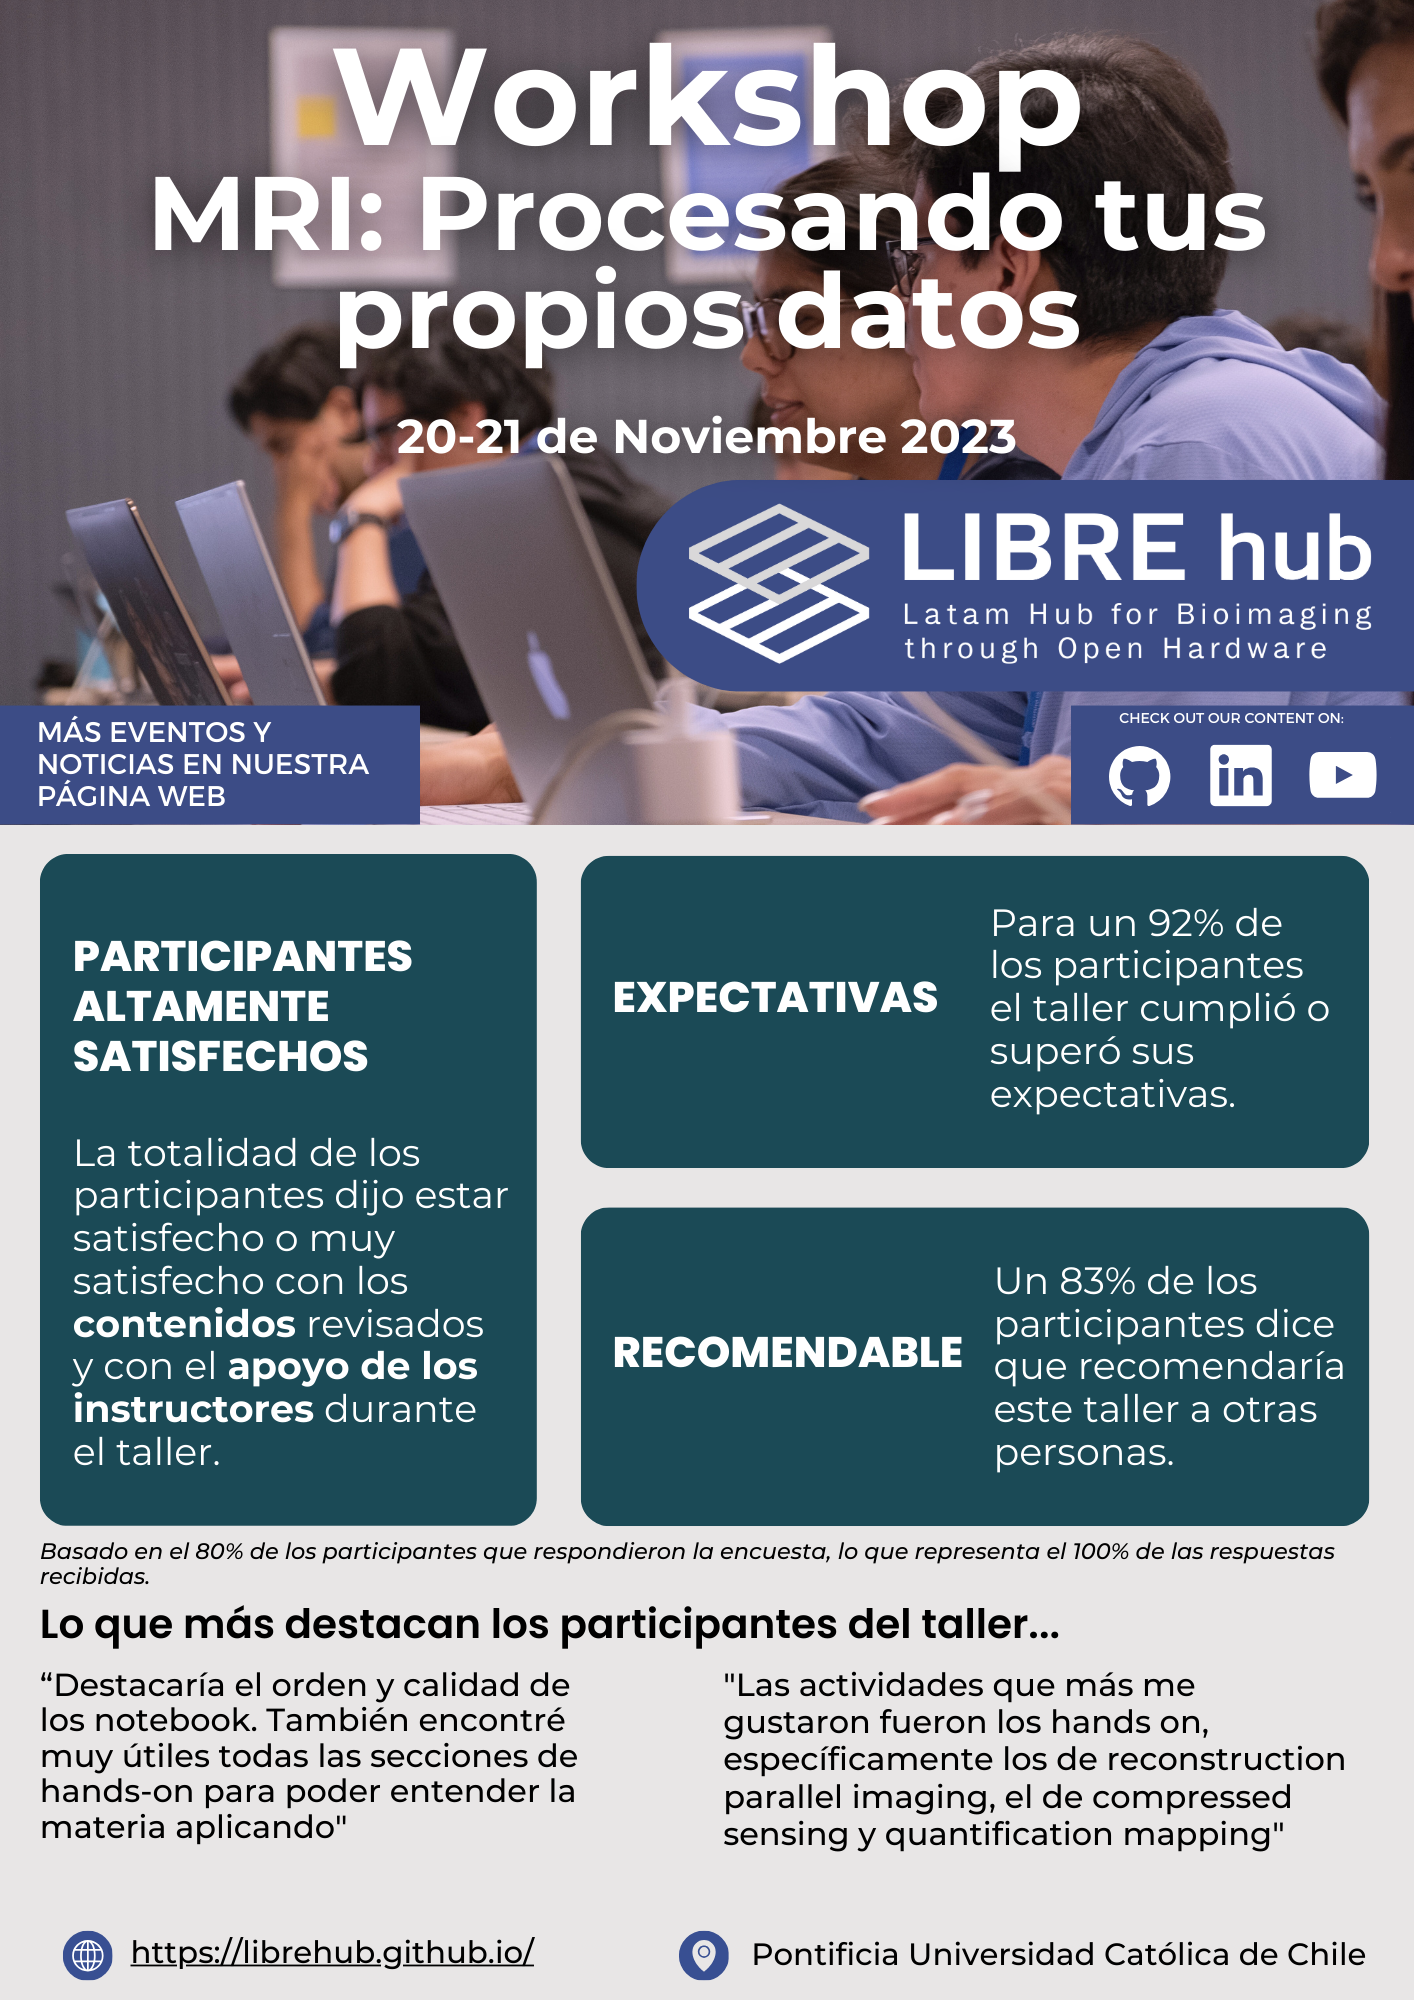 Workshop
MRI: Procesando tus
propios datos
20-21 de Noviembre 2023
LIBRE hub
Latam Hub for Bioimaging
through Open Hardware
MÁS EVENTOS Y
NOTICIAS EN NUESTRA
PÁGINA WEB
CHECK OUT OUR CONTENT ON:
in
PARTICIPANTES
ALTAMENTE
SATISFECHOS
La totalidad de los
participantes dijo estar
satisfecho o muy
satisfecho con los
contenidos revisados
y con el apoyo de los
instructores durante
el taller.
EXPECTATIVAS
Para un 92% de
los participantes
el taller cumplió o
superó sus
expectativas.
RECOMENDABLE
Un 83% de los
participantes dice
que recomendaría
este taller a otras
personas.
Basado en el 80% de los participantes que respondieron la encuesta, lo que representa el 100% de las respuestas
recibidas.
Lo que más destacan los participantes del taller...
“Destacaría el orden y calidad de
los notebook. También encontré
muy útiles todas las secciones de
hands-on para poder entender la
materia aplicando"
"Las actividades que más me
gustaron fueron los hands on,
específicamente los de reconstruction
parallel imaging, el de compressed
sensing y quantification mapping"
https://librehub.github.io/
Pontificia Universidad Católica de Chile